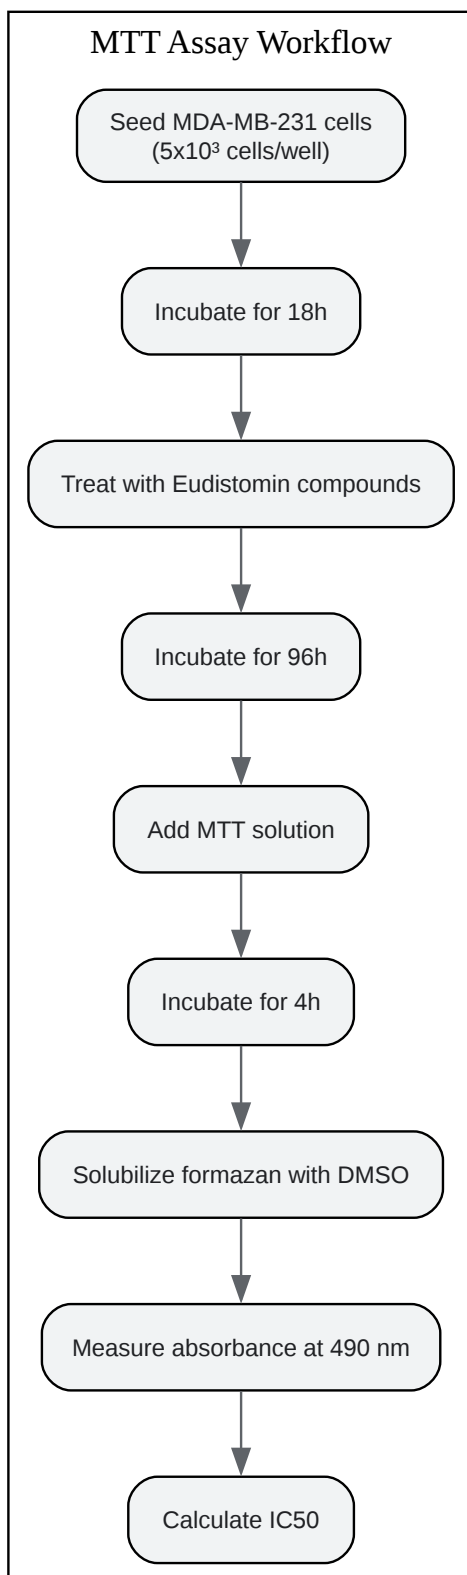 MTT Assay Workflow
Seed MDA-MB-231 cells
(5x10³ cells/well)
Incubate for 18h
Treat with Eudistomin compounds
Incubate for 96h
Add MTT solution
Incubate for 4h
Solubilize formazan with DMSO
Measure absorbance at 490 nm
Calculate IC50